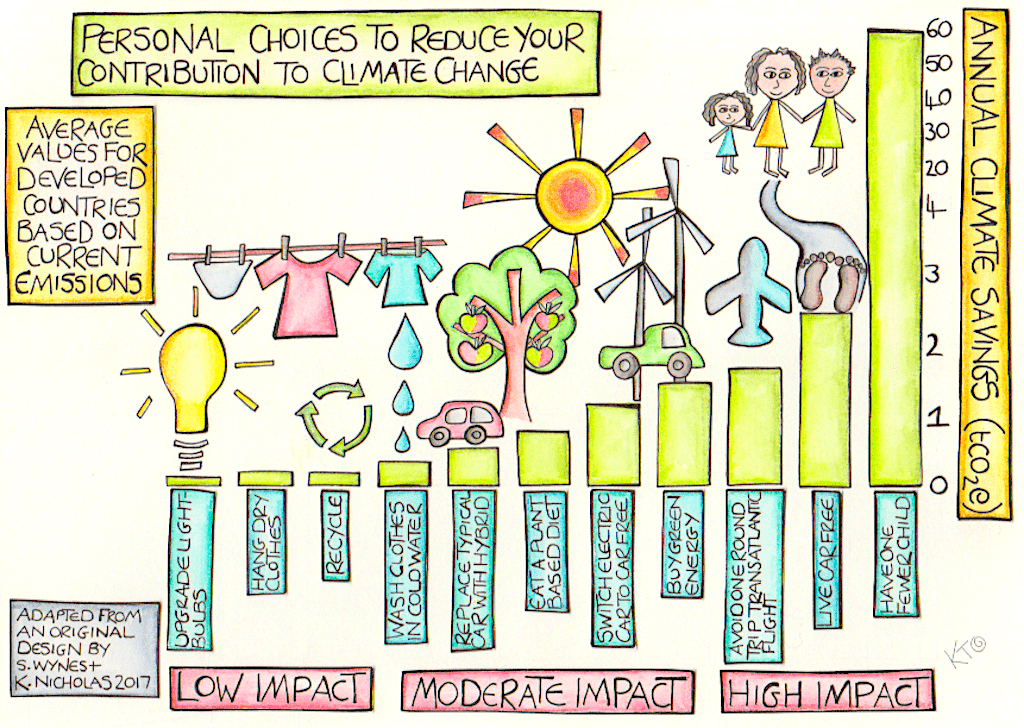 PERSONAL CHOICES TO REDUCE YOUR
CONTRIBUTION TO CLIMATE CHANGE
AVERAGE
VALUES FOR
DEVELOPED
COUNTRIES
BASED ON
CURRENT
EMISSIONS
60
50
40
30
20
4
3
2
1
0
ANNUAL CLIMATE SAVINGS (tCO₂e)
UPGRADE LIGHT-
BULBS
HANG DRY
CLOTHES
RECYCLE
WASH CLOTHES
IN COLD WATER
REPLACE TYPICAL
CAR WITH HYBRID
EAT A PLANT
BASED DIET
SWITCH ELECTRIC
CAR TO CAR FREE
BUY GREEN
ENERGY
AVOID ONE ROUND
TRIP TRANSATLANTIC
FLIGHT
LIVE CAR FREE
HAVE ONE
FEWER CHILD
ADAPTED FROM
AN ORIGINAL
DESIGN BY
S. WYNES +
K. NICHOLAS 2017
LOW IMPACT
MODERATE IMPACT
HIGH IMPACT